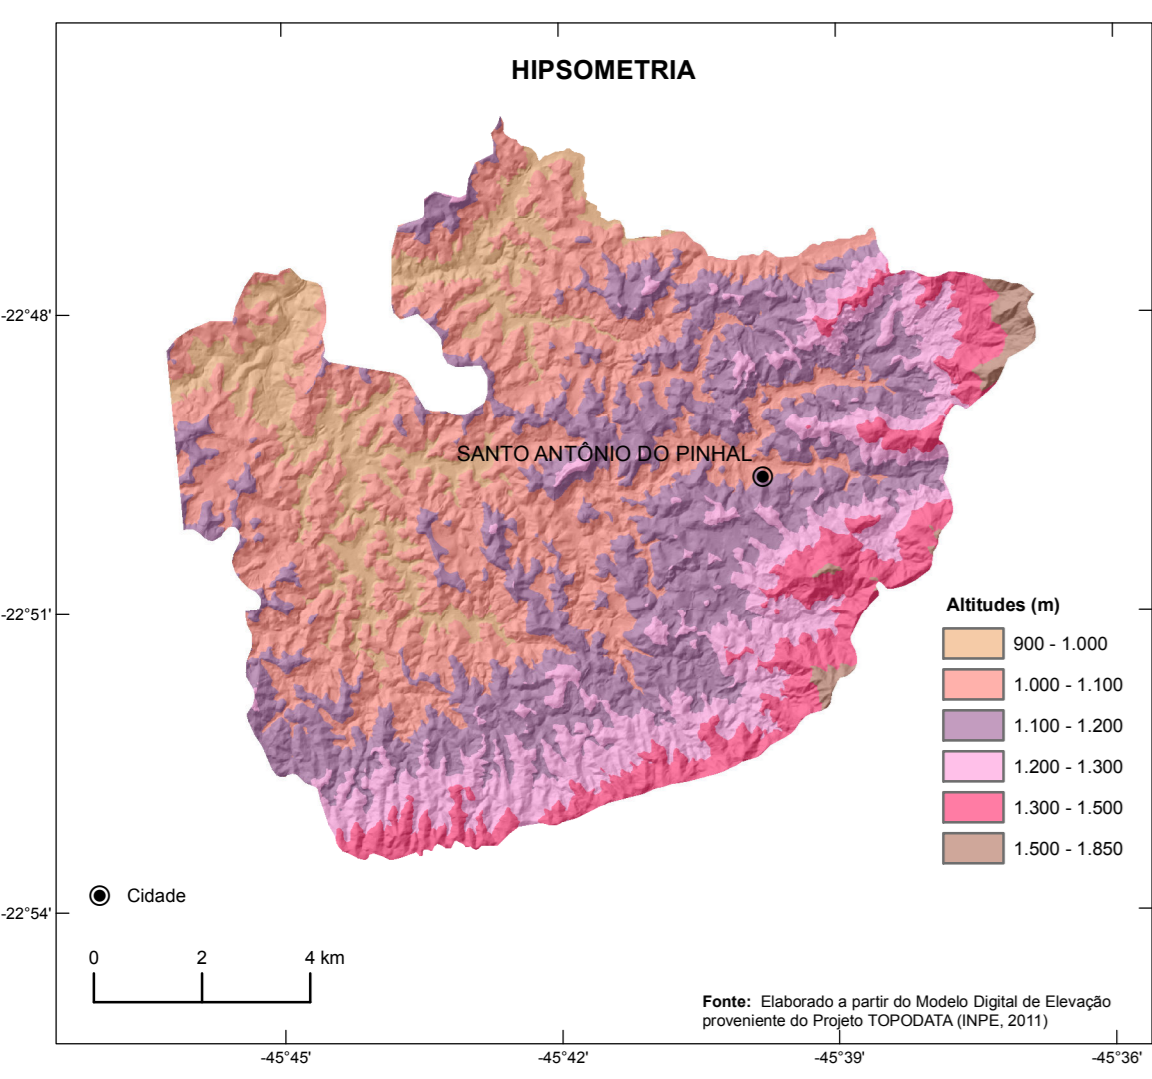 HIPSOMETRIA
-22°48'
SANTO ANTÔNIO DO PINHAL
-22°51'
Altitudes (m)
900 - 1.000
1.000 - 1.100
1.100 - 1.200
1.200 - 1.300
1.300 - 1.500
1.500 - 1.850
Cidade
-22°54'
0 2 4 km
Fonte: Elaborado a partir do Modelo Digital de Elevação
proveniente do Projeto TOPODATA (INPE, 2011)
-45°45' -45°42' -45°39' -45°36'